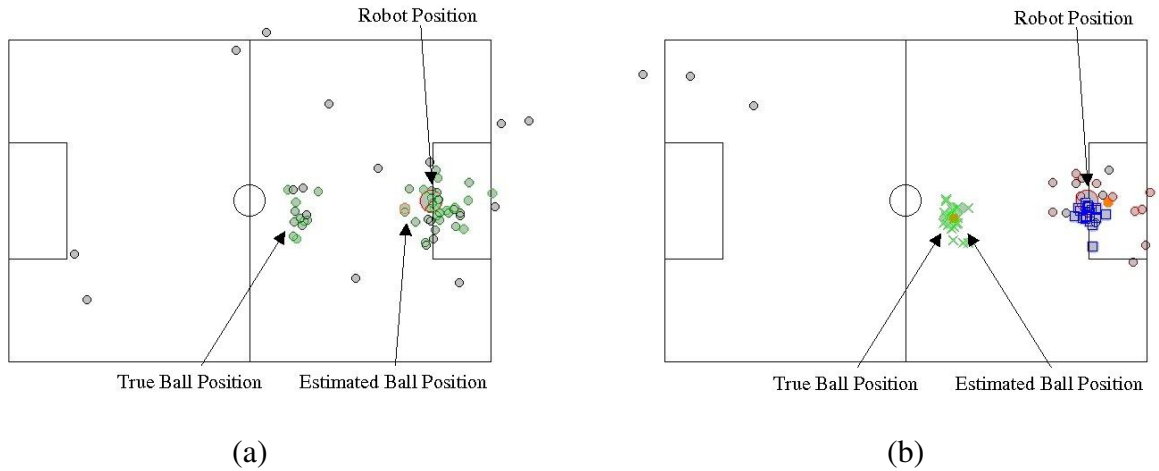 Robot Position
Robot Position
True Ball Position
Estimated Ball Position
True Ball Position
Estimated Ball Position
(a)
(b)